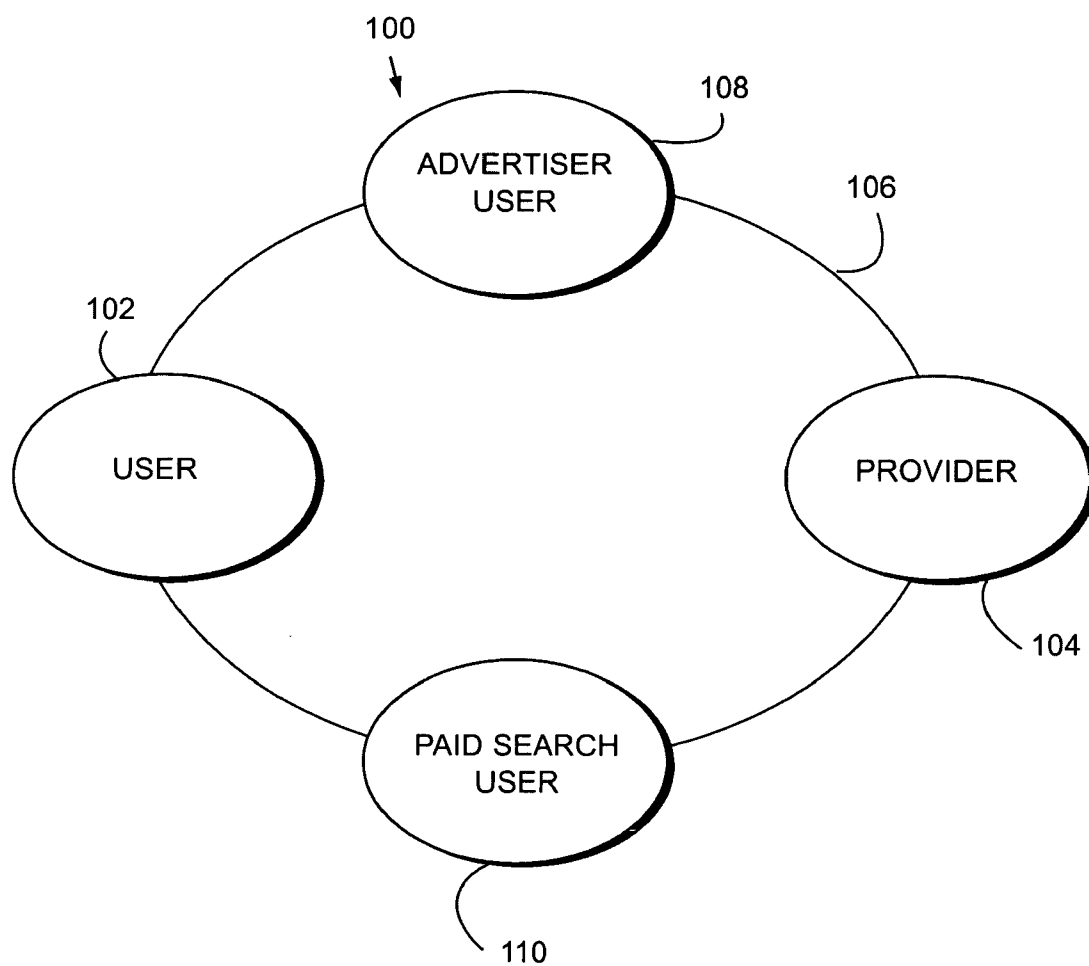 100
108
ADVERTISER
USER
106
102
USER
PROVIDER
104
PAID SEARCH
USER
110